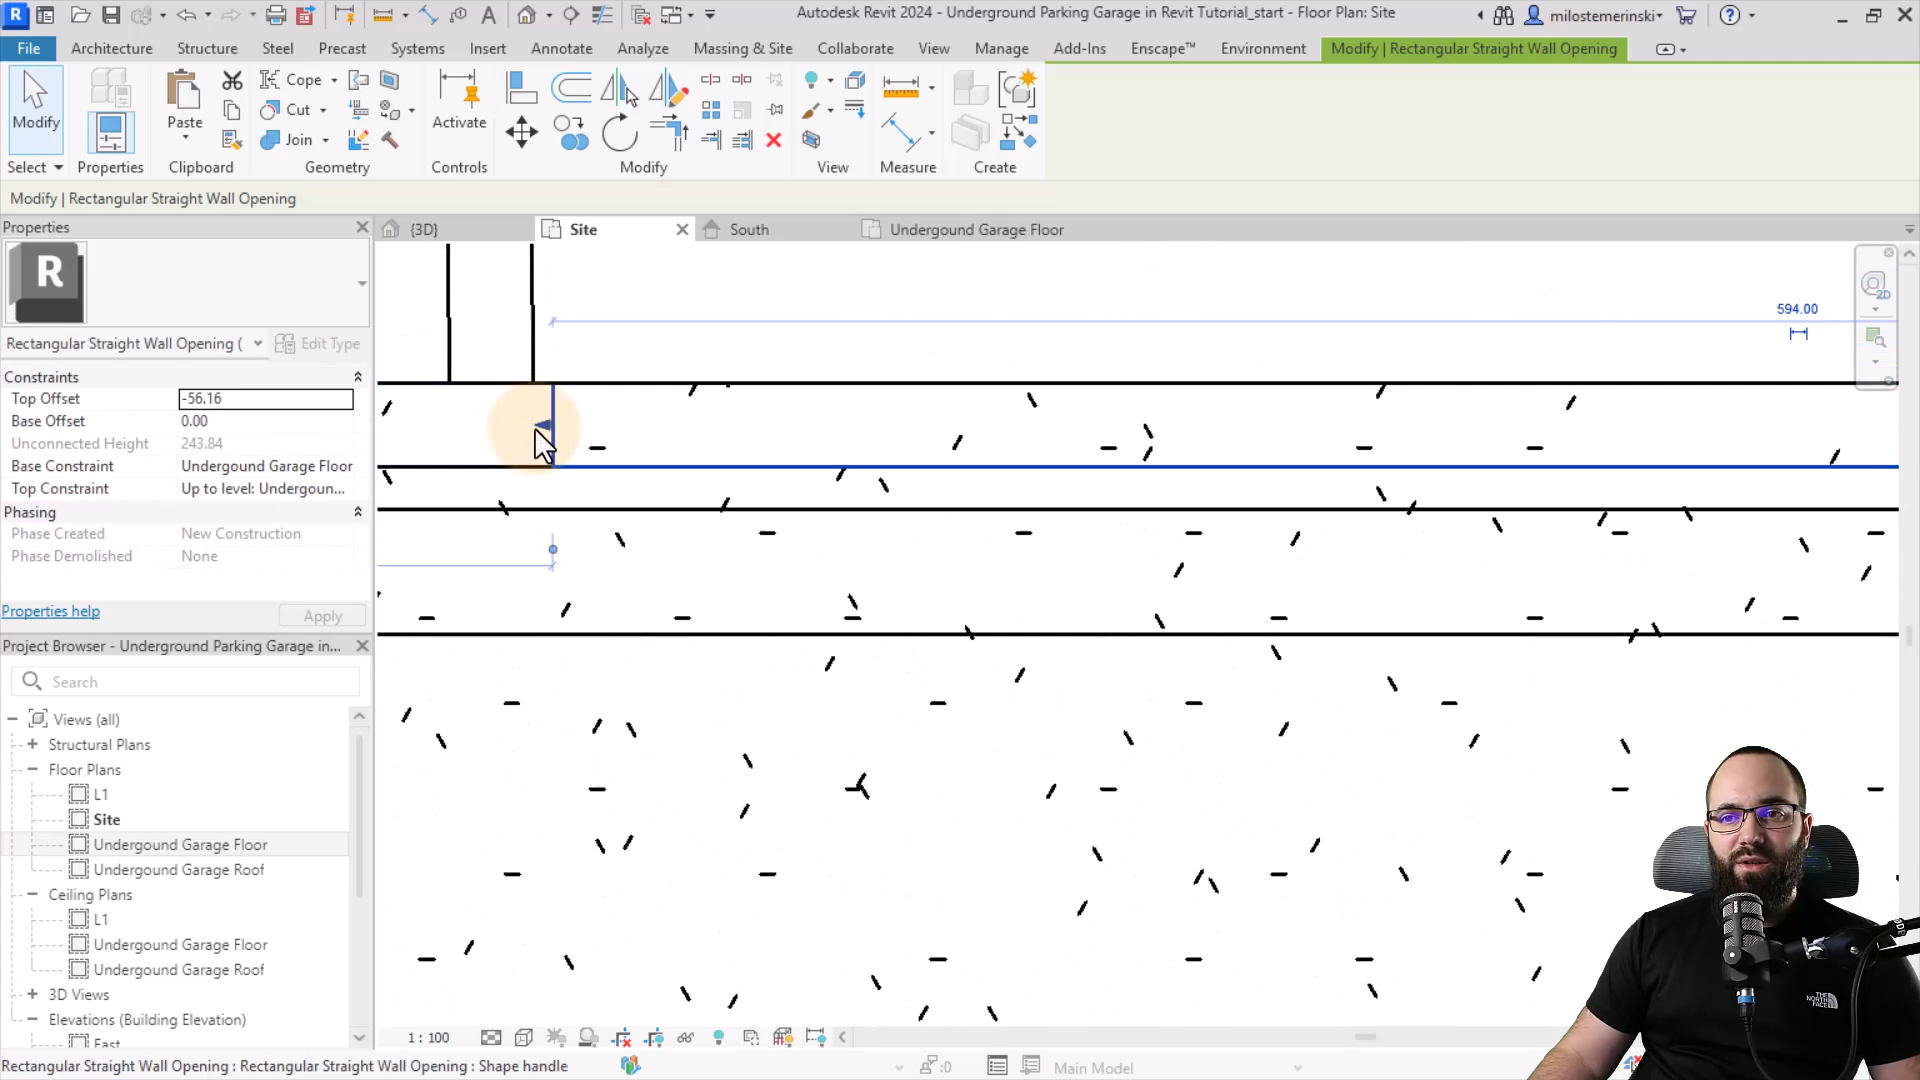 Autodesk Revit 2024 - Underground Parking Garage in Revit Tutorial_start - Floor Plan: Site
milostemerinski
File Architecture Structure Steel Precast Systems Insert Annotate Analyze Massing & Site Collaborate View Manage Add-Ins Enscape™ Environment Modify | Rectangular Straight Wall Opening
Modify
Paste
Cope
Cut
Join
Activate
Select Properties Clipboard Geometry Controls Modify View Measure Create
Modify | Rectangular Straight Wall Opening
Properties
{3D} Site South Undergound Garage Floor
R
Rectangular Straight Wall Opening ( Edit Type
Constraints
Top Offset -56.16
Base Offset 0.00
Unconnected Height 243.84
Base Constraint Undergound Garage Floor
Top Constraint Up to level: Undergoun...
Phasing
Phase Created New Construction
Phase Demolished None
Properties help Apply
594.00
2D
Project Browser - Underground Parking Garage in...
Search
Views (all)
Structural Plans
Floor Plans
L1
Site
Undergound Garage Floor
Undergound Garage Roof
Ceiling Plans
L1
Undergound Garage Floor
Undergound Garage Roof
3D Views
Elevations (Building Elevation)
East
1 : 100
Rectangular Straight Wall Opening : Rectangular Straight Wall Opening : Shape handle
:0
Main Model
THE NORTH FACE